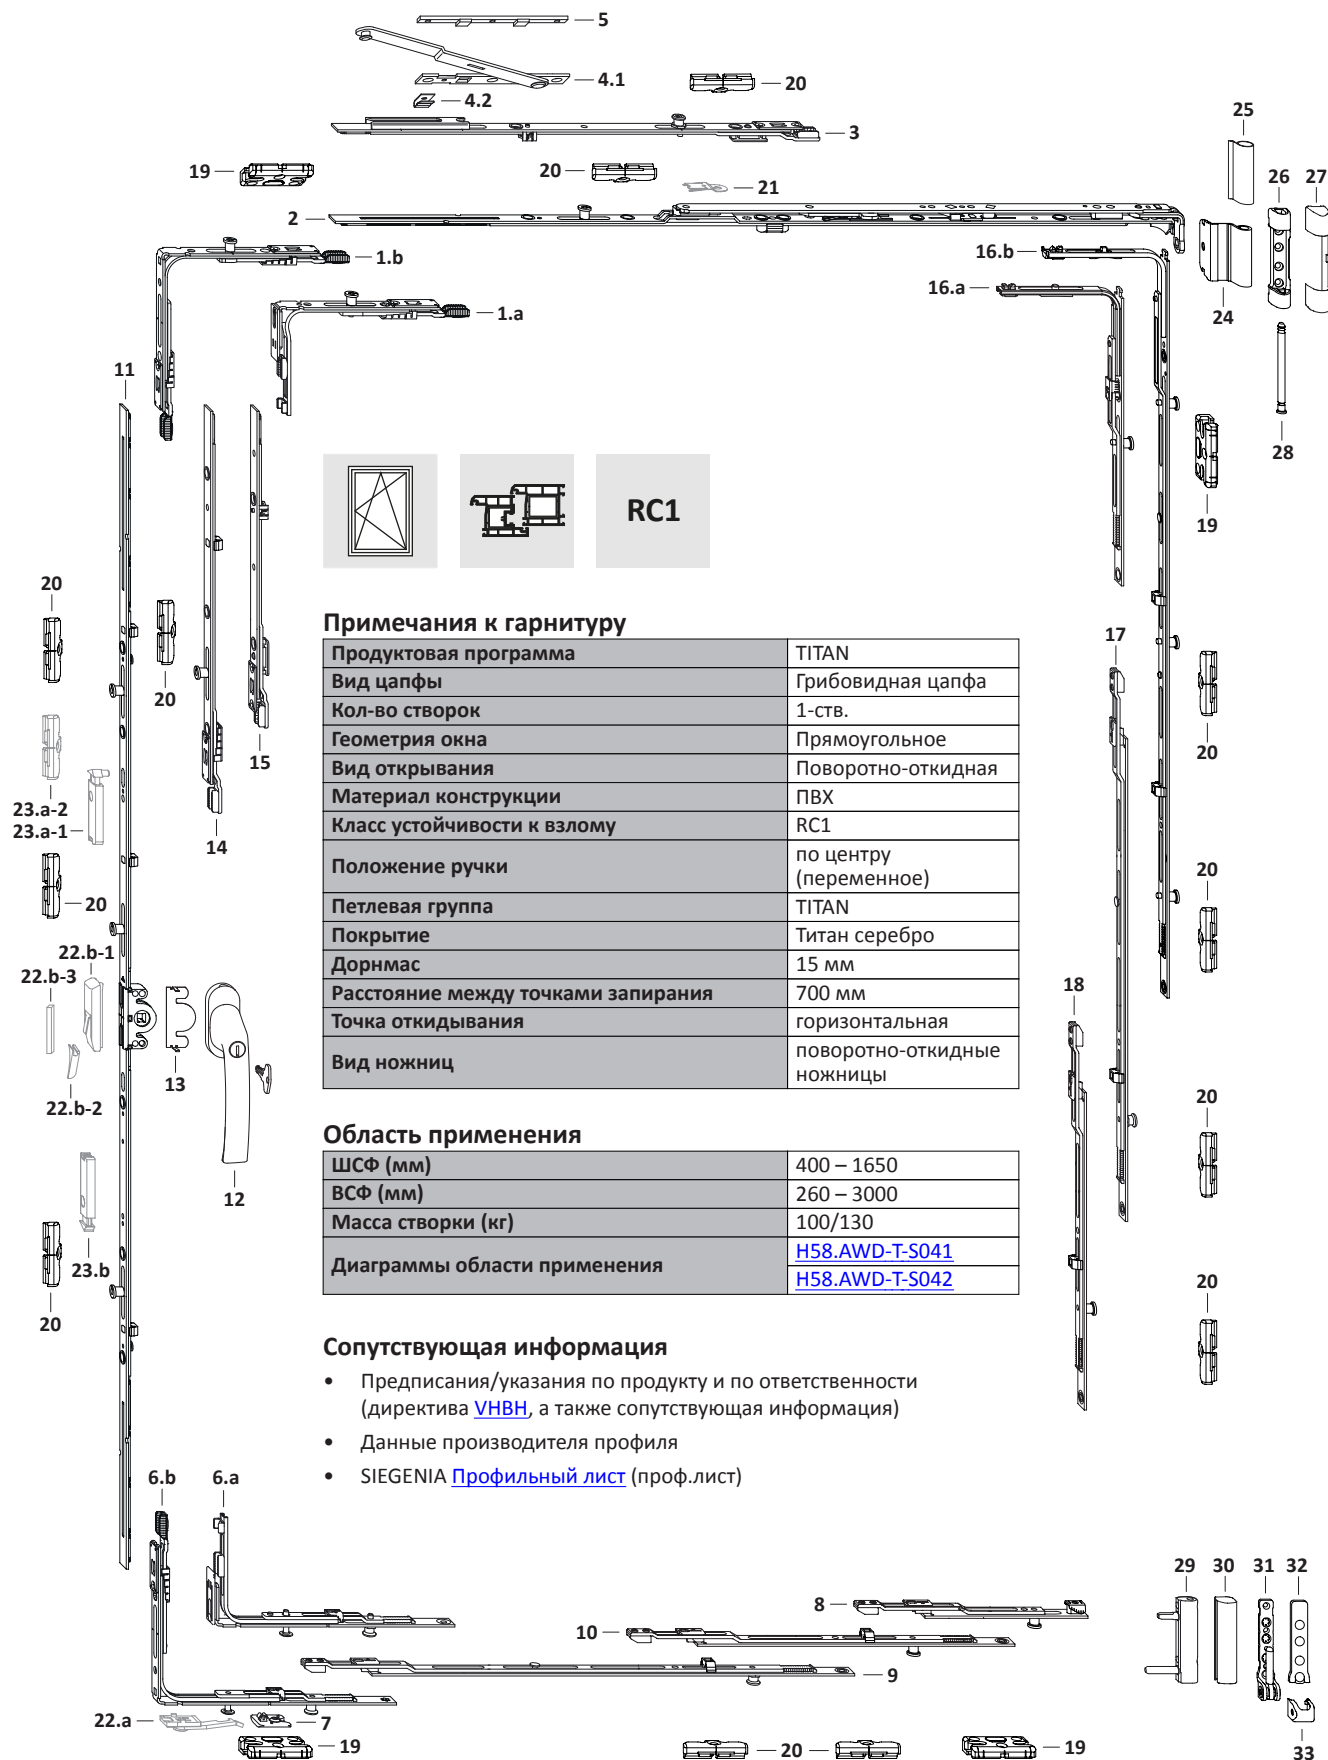 5
4.1
4.2
20
3
25
19
20
21
26
27
2
1.b
16.b
16.a
1.a
24
11
28
19
RC1
20
20
Примечания к гарнитуру
Продуктовая программа TITAN
Вид цапфы Грибовидная цапфа
Кол-во створок 1-ств.
Геометрия окна Прямоугольное
Вид открывания Поворотно-откидная
Материал конструкции ПВХ
Класс устойчивости к взлому RC1
Положение ручки по центру
(переменное)
Петлевая группа TITAN
Покрытие Титан серебро
Дорнмас 15 мм
Расстояние между точками запирания 700 мм
Точка откидывания горизонтальная
Вид ножниц поворотно-откидные
ножницы
17
20
15
23.a-2
23.a-1
14
20
20
22.b-1
22.b-3
18
13
22.b-2
20
12
23.b
20
20
Область применения
ШСФ (мм) 400 – 1650
ВСФ (мм) 260 – 3000
Масса створки (кг) 100/130
Диаграммы области применения H58.AWD-T-S041
H58.AWD-T-S042
Сопутствующая информация
• Предписания/указания по продукту и по ответственности
(директива VHBH, а также сопутствующая информация)
• Данные производителя профиля
• SIEGENIA Профильный лист (проф.лист)
6.b
6.a
29
30
31
32
8
10
9
22.a
7
19
20
19
33